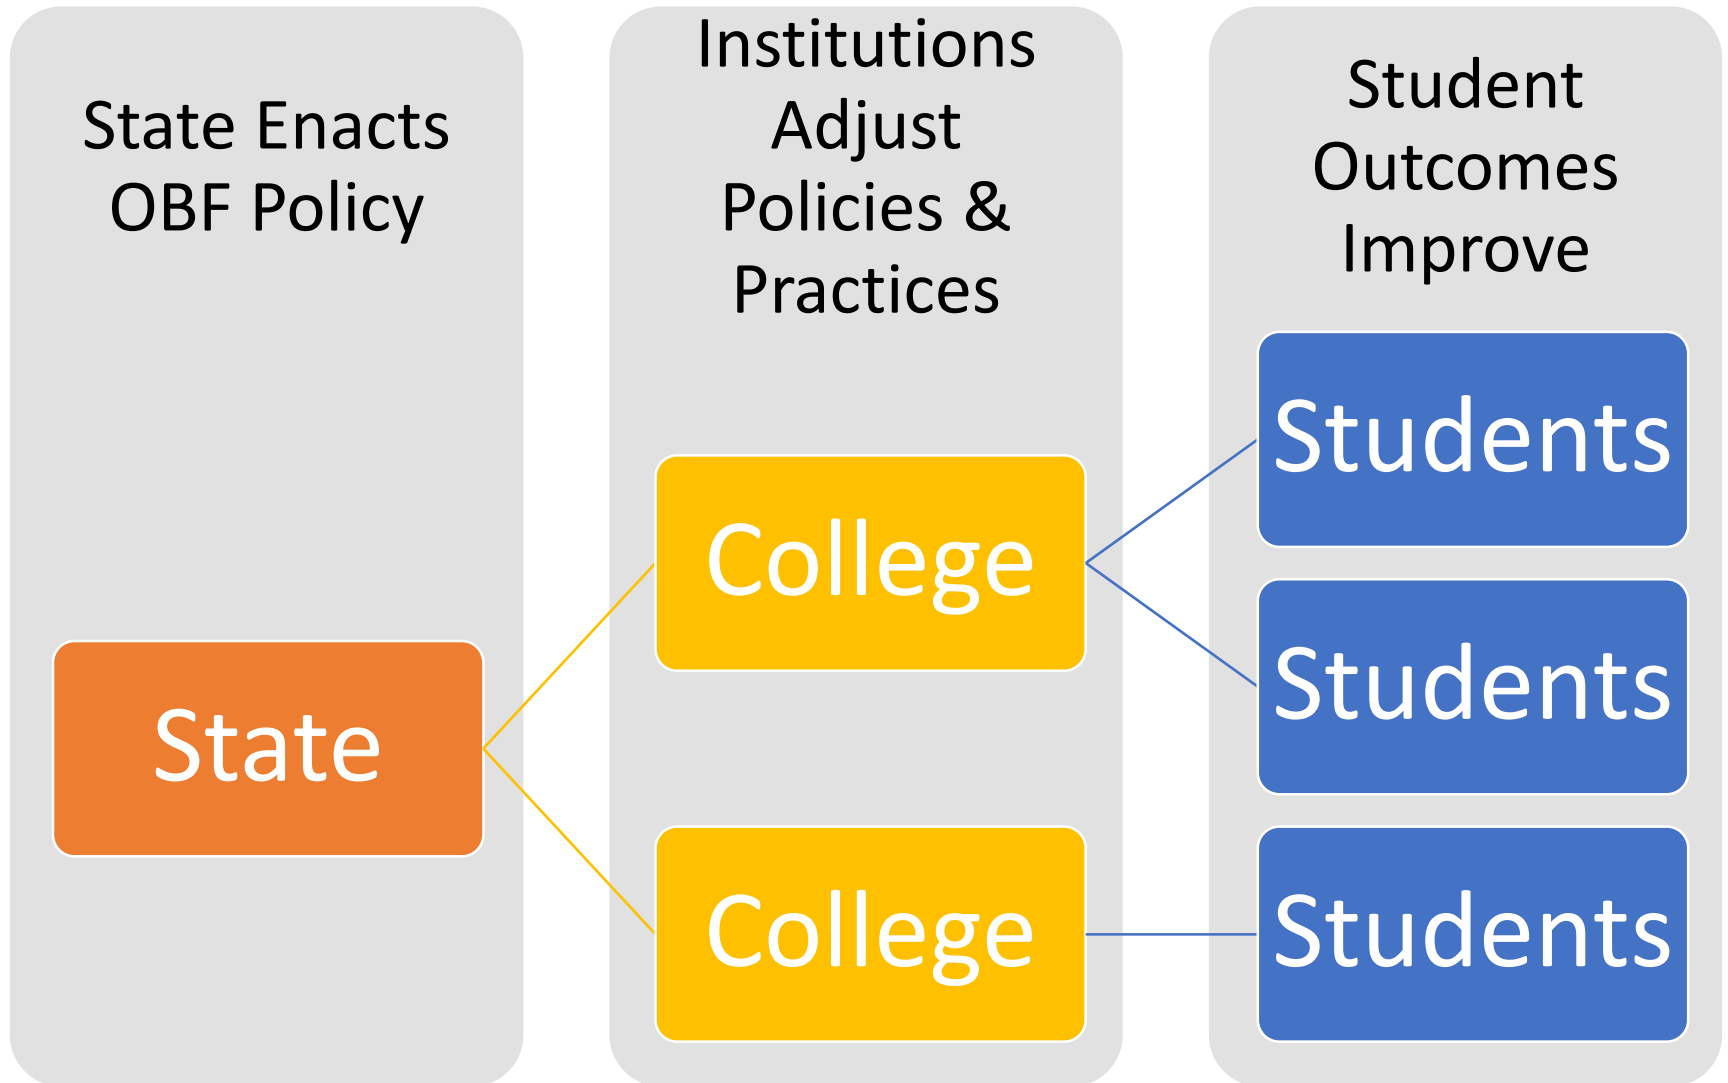 State Enacts
OBF Policy
State
Institutions
Adjust
Policies &
Practices
College
College
Student
Outcomes
Improve
Students
Students
Students